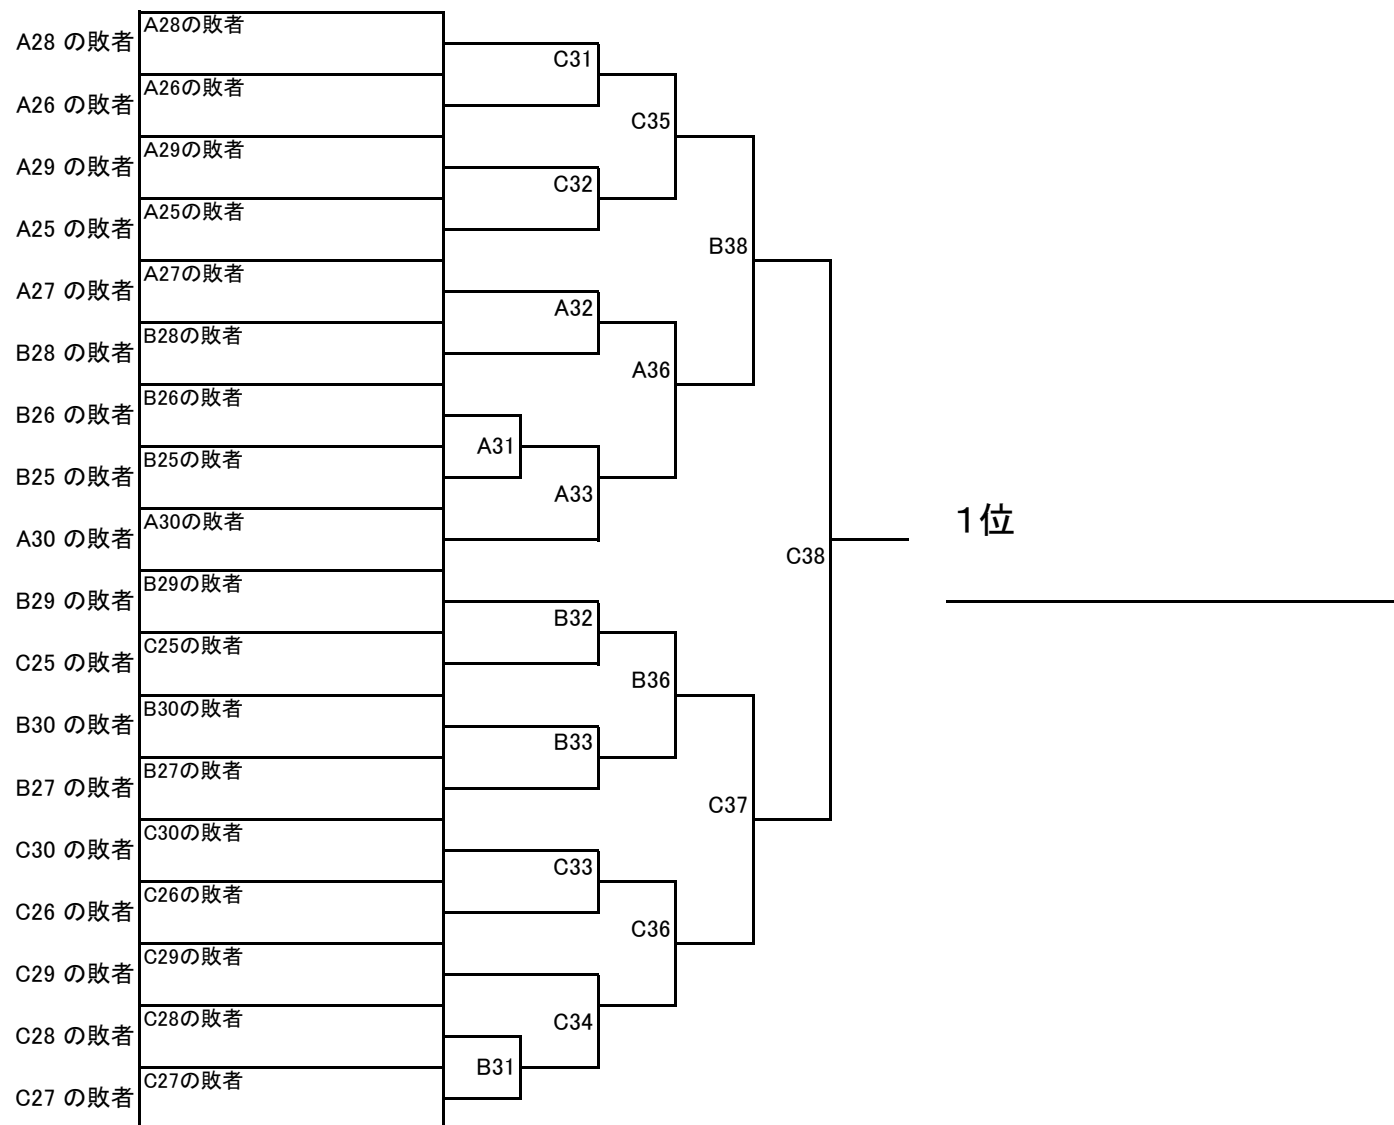 A28 の敗者
A28の敗者
C31
A26 の敗者
A26の敗者
C35
A29 の敗者
A29の敗者
C32
A25 の敗者
A25の敗者
B38
A27 の敗者
A27の敗者
A32
B28 の敗者
B28の敗者
A36
B26 の敗者
B26の敗者
A31
B25 の敗者
B25の敗者
A33
A30 の敗者
A30の敗者
1位
C38
B29 の敗者
B29の敗者
B32
C25 の敗者
C25の敗者
B36
B30 の敗者
B30の敗者
B33
B27 の敗者
B27の敗者
C37
C30 の敗者
C30の敗者
C33
C26 の敗者
C26の敗者
C36
C29 の敗者
C29の敗者
C34
C28 の敗者
C28の敗者
B31
C27 の敗者
C27の敗者